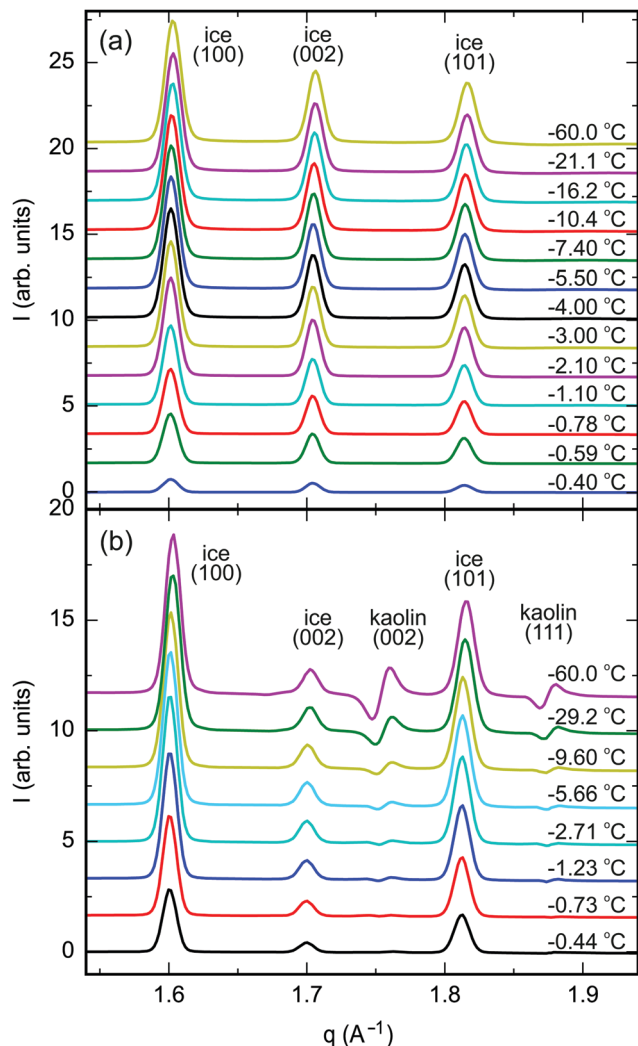 (a)
ice
(100)
ice
(002)
ice
(101)
25
20
15
10
5
0
I (arb. units)
-60.0 °C
-21.1 °C
-16.2 °C
-10.4 °C
-7.40 °C
-5.50 °C
-4.00 °C
-3.00 °C
-2.10 °C
-1.10 °C
-0.78 °C
-0.59 °C
-0.40 °C
(b)
ice
(100)
ice
(002)
kaolin
(002)
ice
(101)
kaolin
(111)
20
15
10
5
0
I (arb. units)
-60.0 °C
-29.2 °C
-9.60 °C
-5.66 °C
-2.71 °C
-1.23 °C
-0.73 °C
-0.44 °C
1.6 1.7 1.8 1.9
q (A⁻¹)